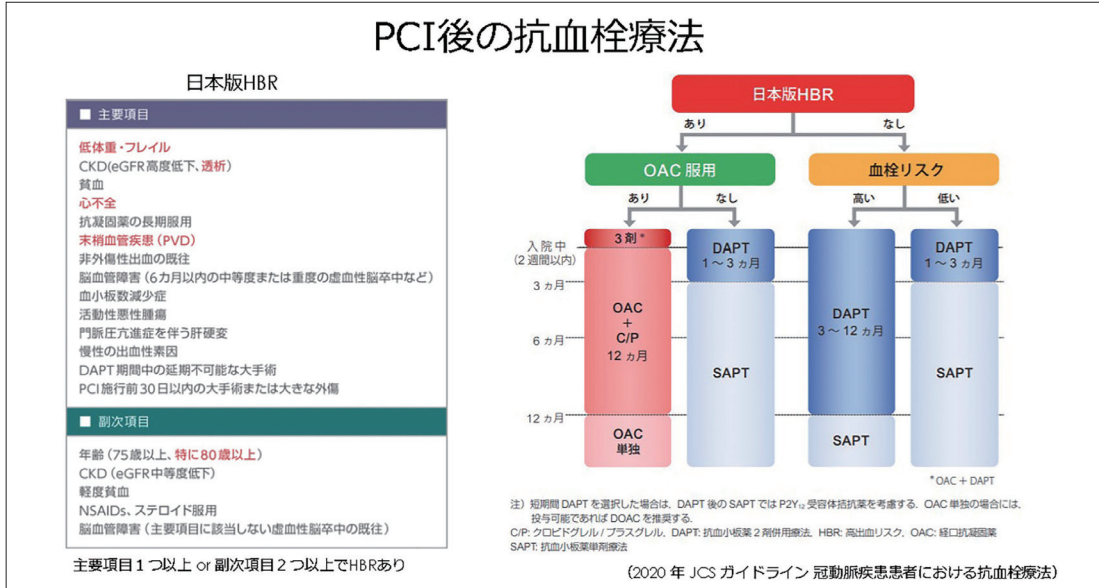 PCI後の抗血栓療法
日本版HBR
■ 主要項目
低体重・フレイル
CKD(eGFR高度低下、透析)
貧血
心不全
抗凝固薬の長期服用
末梢血管疾患(PVD)
非外傷性出血の既往
脳血管障害(6カ月以内の中等度または重度の虚血性脳卒中など)
血小板数減少症
活動性悪性腫瘍
門脈圧亢進症を伴う肝硬変
慢性の出血性素因
DAPT期間中の延期不可能な大手術
PCI施行前30日以内の大手術または大きな外傷
■ 副次項目
年齢(75歳以上、特に80歳以上)
CKD(eGFR中等度低下)
軽度貧血
NSAIDs、ステロイド服用
脳血管障害(主要項目に該当しない虚血性脳卒中の既往)
主要項目1つ以上 or 副次項目2つ以上でHBRあり
日本版HBR
あり
なし
OAC 服用
血栓リスク
あり
なし
高い
低い
入院中
(2週間以内)
3ヵ月
6ヵ月
12ヵ月
3剤*
OAC
+
C/P
12ヵ月
OAC
単独
DAPT
1〜3ヵ月
SAPT
DAPT
3〜12ヵ月
SAPT
DAPT
1〜3ヵ月
SAPT
*OAC+DAPT
注)短期間DAPTを選択した場合は、DAPT後のSAPTではP2Y12受容体拮抗薬を考慮する.OAC単独の場合には、
投与可能であればDOACを推奨する.
C/P:クロピドグレル/プラスグレル、DAPT:抗血小板薬2剤併用療法、HBR:高出血リスク、OAC:経口抗凝固薬
SAPT:抗血小板薬単剤療法
(2020年JCSガイドライン 冠動脈疾患患者における抗血栓療法)